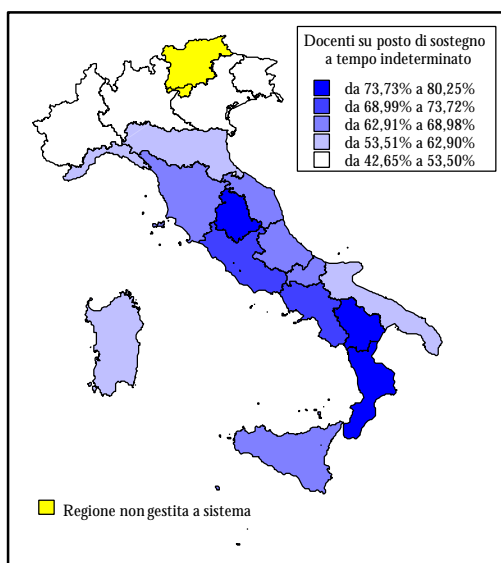 Docenti su posto di sostegno
a tempo indeterminato
da 73,73% a 80,25%
da 68,99% a 73,72%
da 62,91% a 68,98%
da 53,51% a 62,90%
da 42,65% a 53,50%
Regione non gestita a sistema